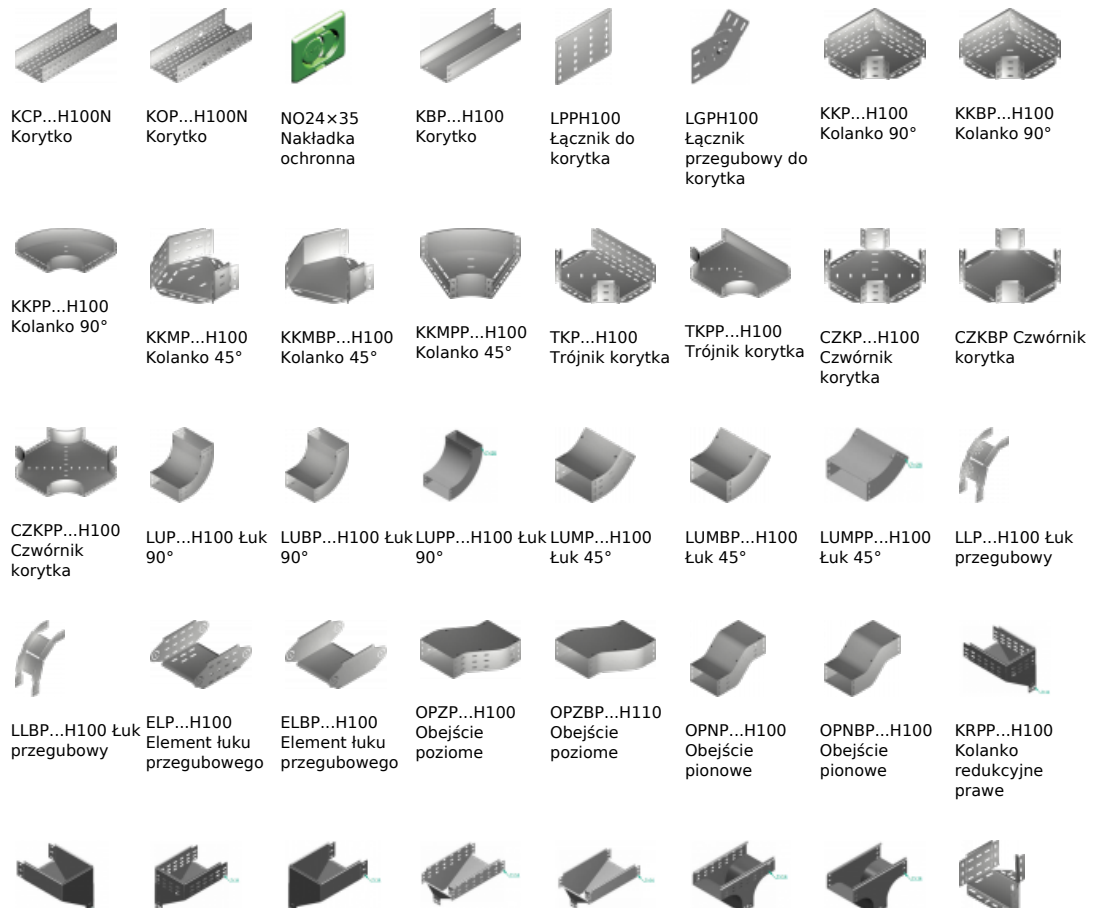 KCP...H100N
Korytko
KOP...H100N
Korytko
NO24×35
Nakładka
ochronna
KBP...H100
Korytko
LPPH100
Łącznik do
korytka
LGPH100
Łącznik
przegubowy do
korytka
KKP...H100
Kolanko 90°
KKBP...H100
Kolanko 90°
KKPP...H100
Kolanko 90°
KKMP...H100
Kolanko 45°
KKMBP...H100
Kolanko 45°
KKMPP...H100
Kolanko 45°
TKP...H100
Trójnik korytka
TKPP...H100
Trójnik korytka
CZKP...H100
Czwórnik
korytka
CZKBP Czwórnik
korytka
CZKPP...H100
Czwórnik
korytka
LUP...H100 Łuk
90°
LUBP...H100 Łuk
90°
LUPP...H100 Łuk
90°
LUMP...H100
Łuk 45°
LUMBP...H100
Łuk 45°
LUMPP...H100
Łuk 45°
LLP...H100 Łuk
przegubowy
LLBP...H100 Łuk
przegubowy
ELP...H100
Element łuku
przegubowego
ELBP...H100
Element łuku
przegubowego
OPZP...H100
Obejście
poziome
OPZBP...H110
Obejście
poziome
OPNP...H100
Obejście
pionowe
OPNBP...H100
Obejście
pionowe
KRPP...H100
Kolanko
redukcyjne
prawe